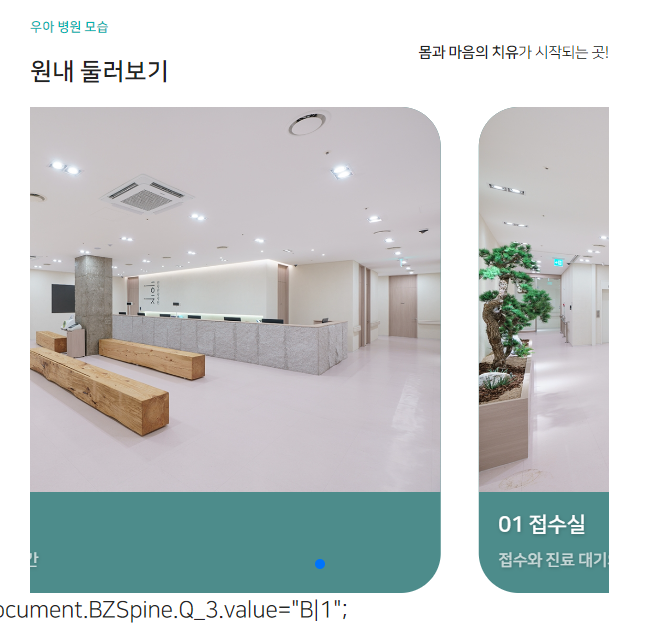 우아 병원 모습
몸과 마음의 치유가 시작되는 곳!
원내 둘러보기
01 접수실
접수와 진료 대기
ocument.BZSpine.Q_3.value="B|1";